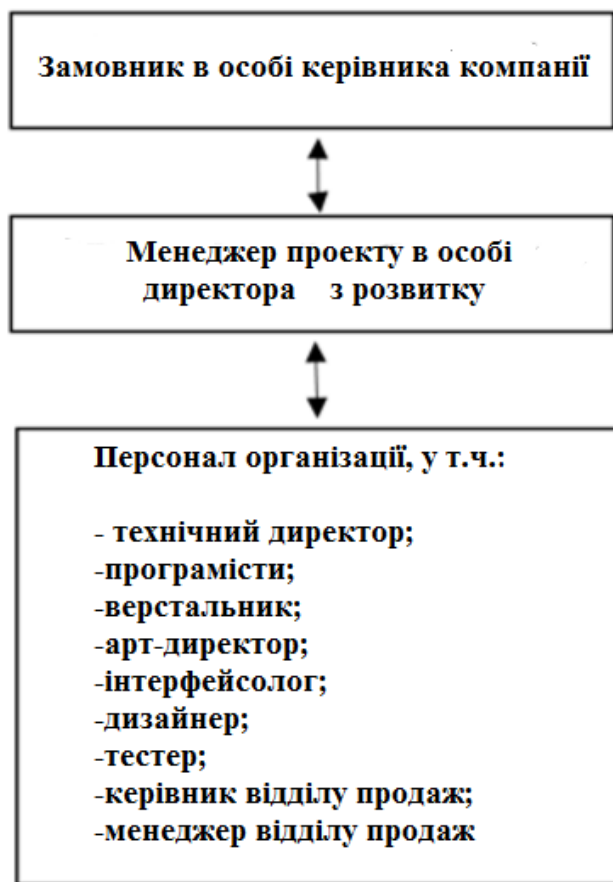 Замовник в особі керівника компанії
Менеджер проекту в особі
директора з розвитку
Персонал організації, у т.ч.:
- технічний директор;
-програмісти;
-верстальник;
-арт-директор;
-інтерфейсолог;
-дизайнер;
-тестер;
-керівник відділу продаж;
-менеджер відділу продаж